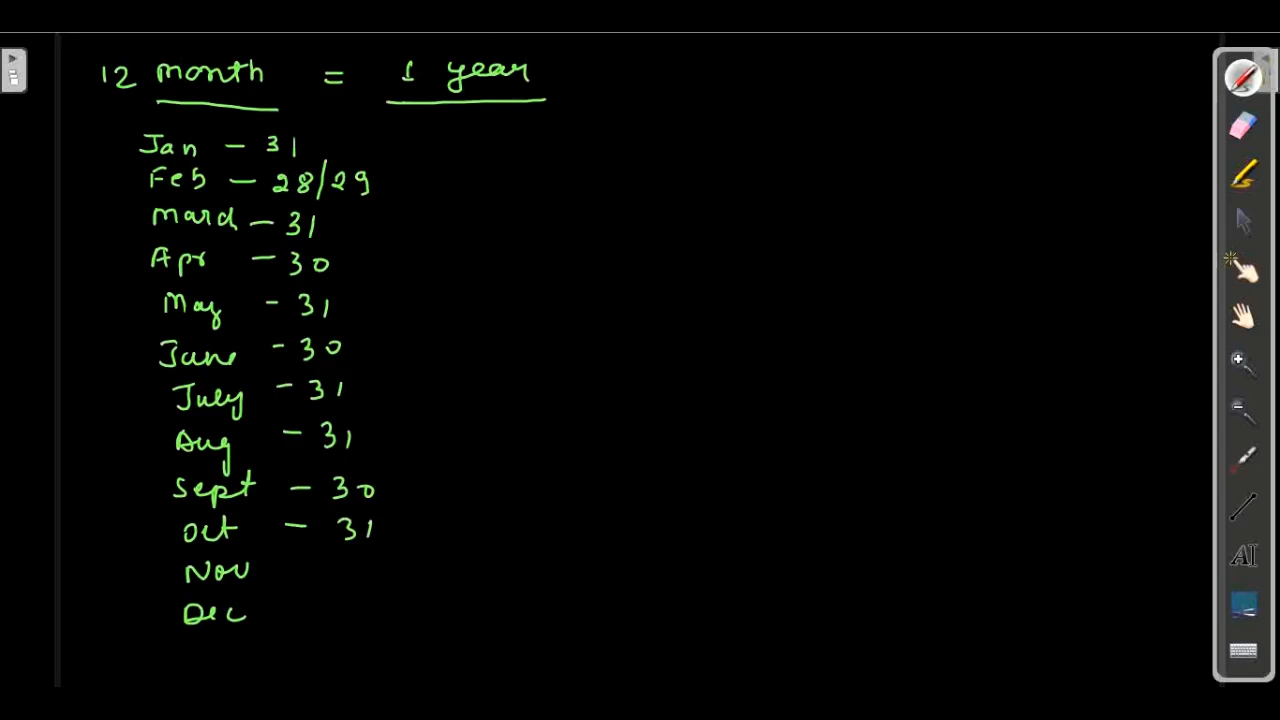 12 month = 1 year
Jan - 31
Feb - 28/29
March - 31
Apr - 30
May - 31
June - 30
July - 31
Aug - 31
Sept - 30
Oct - 31
Nov
Dec
AI